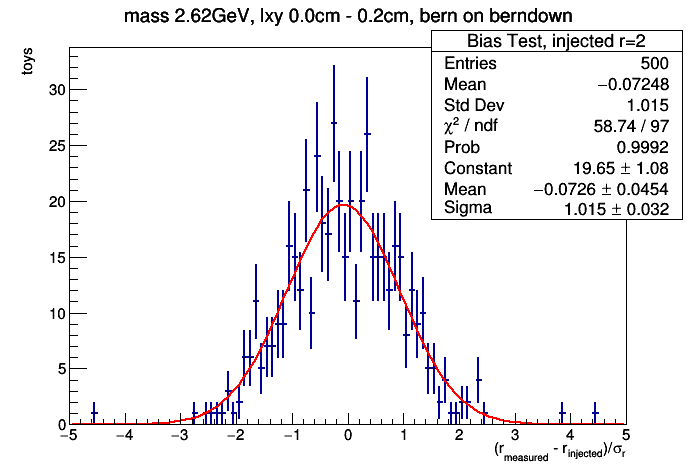 mass 2.62GeV, lxy 0.0cm - 0.2cm, bern on berndown
toys
Bias Test, injected r=2
Entries 500
Mean −0.07248
Std Dev 1.015
χ² / ndf 58.74 / 97
Prob 0.9992
Constant 19.65 ± 1.08
Mean −0.0726 ± 0.0454
Sigma 1.015 ± 0.032
30
25
20
15
10
5
0
−5 −4 −3 −2 −1 0 1 2 3 4 5
(r_measured - r_injected)/σ_r